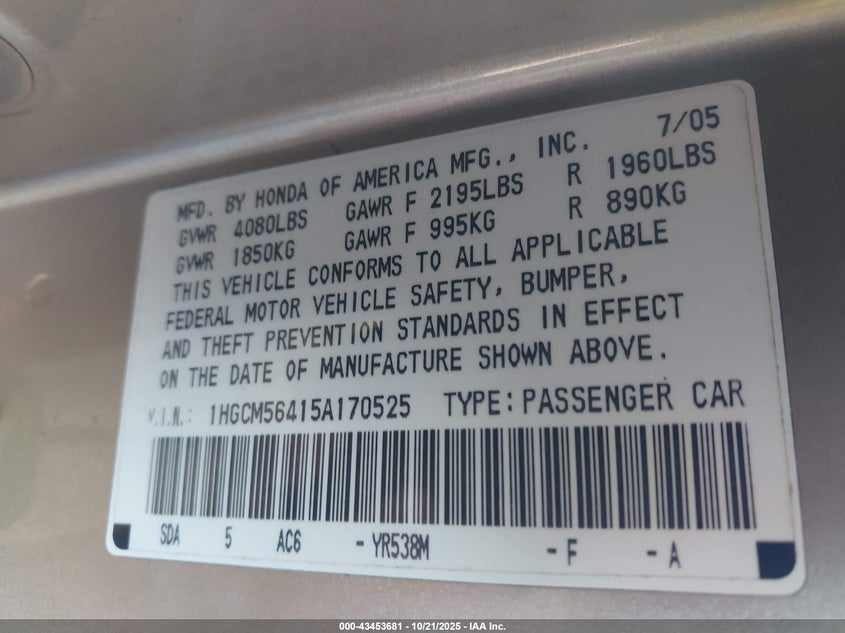 7/05
MFD. BY HONDA OF AMERICA MFG., INC.
GVWR 4080LBS GAWR F 2195LBS R 1960LBS
GVWR 1850KG GAWR F 995KG R 890KG
THIS VEHICLE CONFORMS TO ALL APPLICABLE
FEDERAL MOTOR VEHICLE SAFETY, BUMPER,
AND THEFT PREVENTION STANDARDS IN EFFECT
ON THE DATE OF MANUFACTURE SHOWN ABOVE.
V.I.N.: 1HGCM56415A170525 TYPE: PASSENGER CAR
SDA 5 AC6 - YR538M - F - A
000-43453681 - 10/21/2025 - IAA Inc.